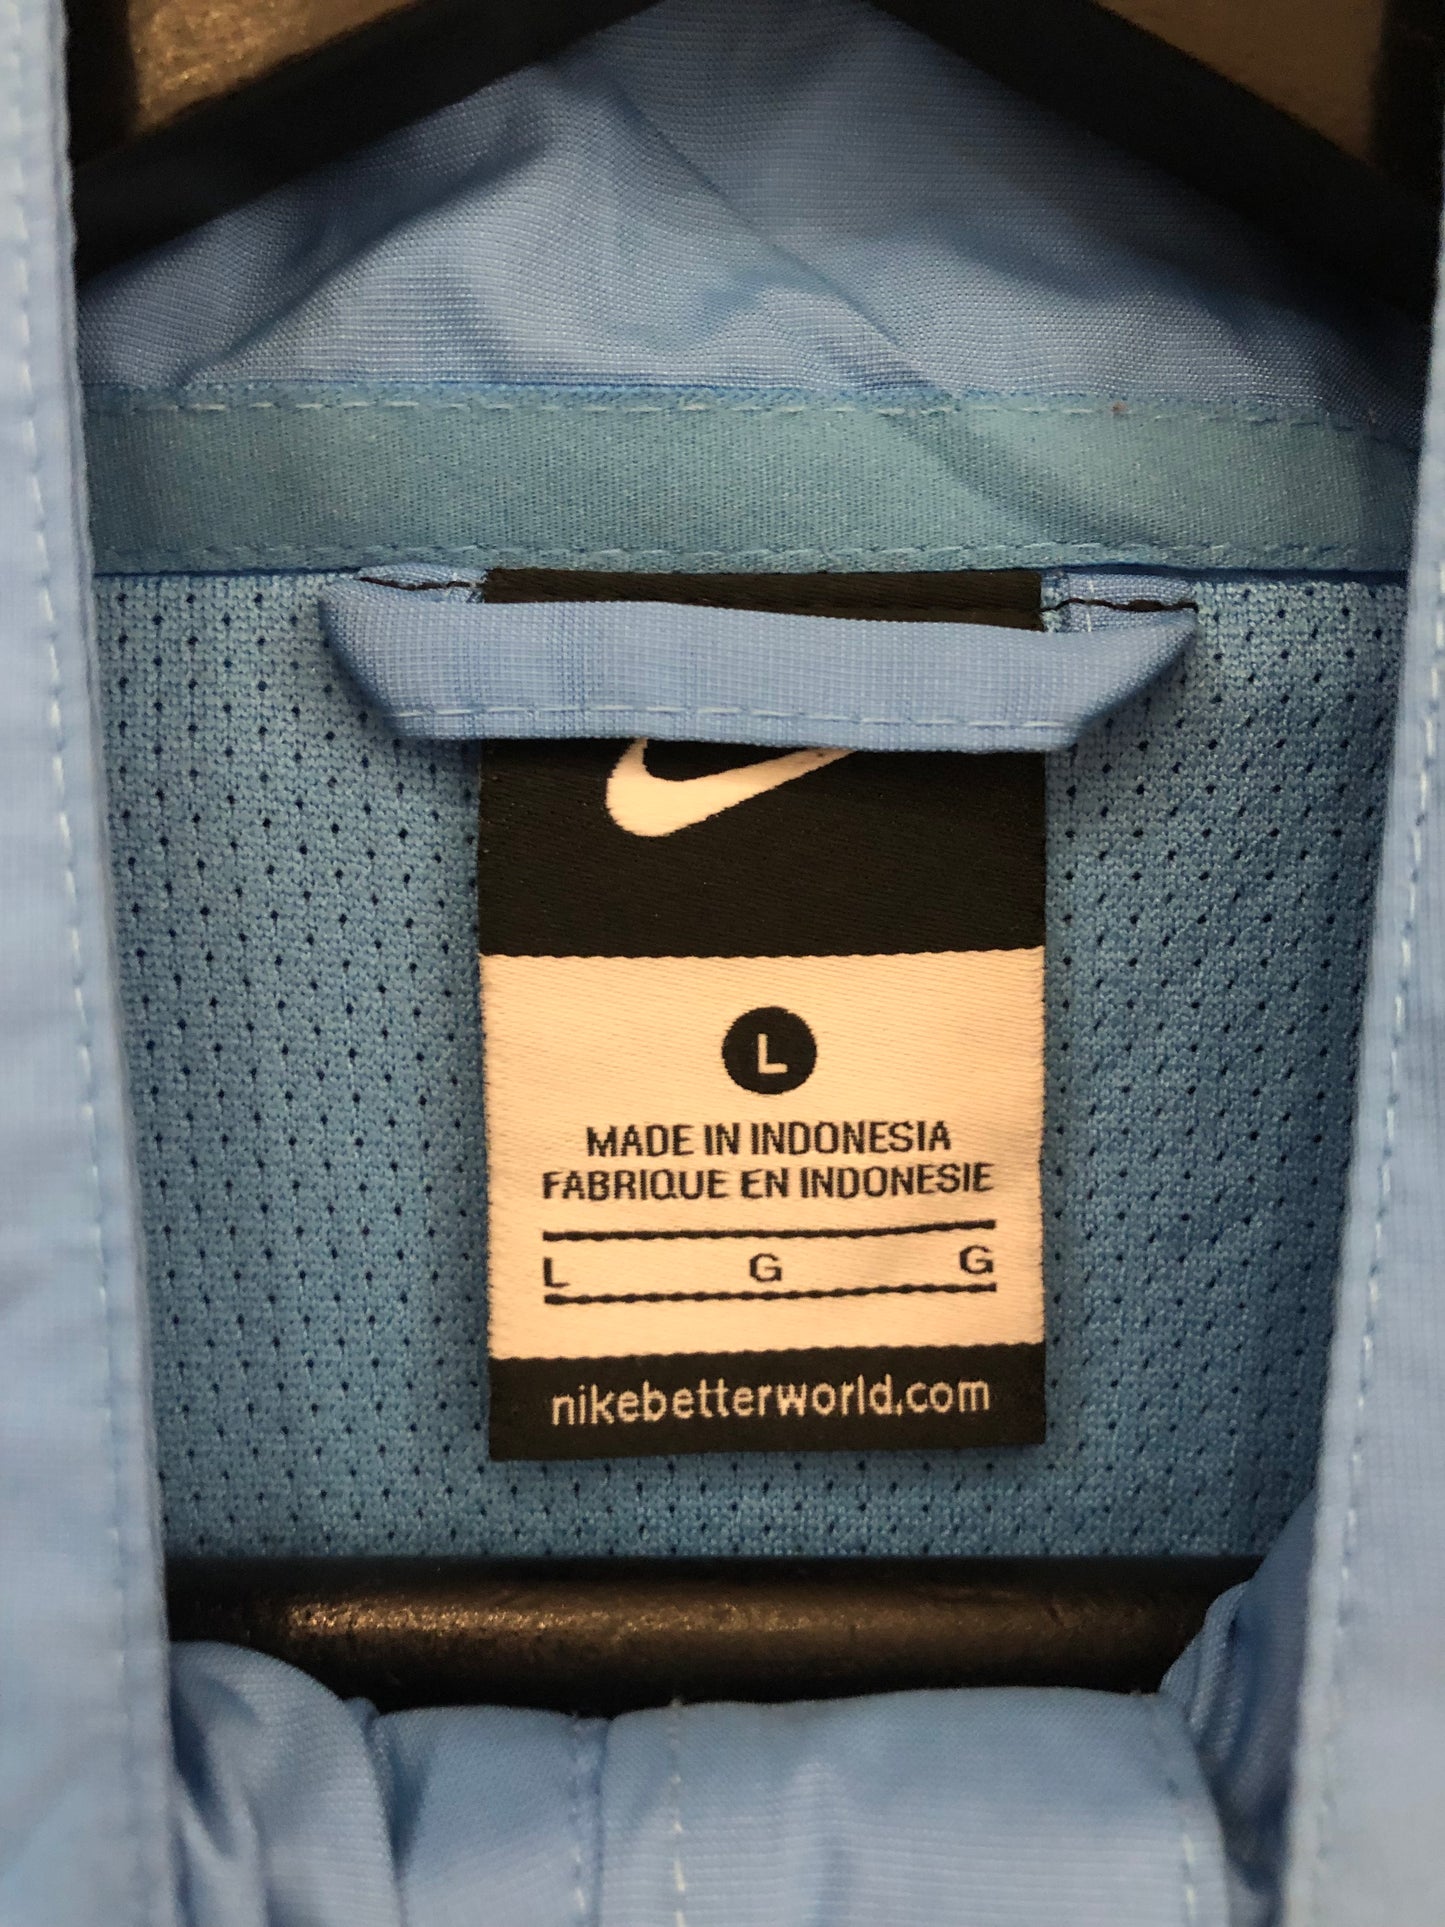 L
MADE IN INDONESIA
FABRIQUE EN INDONESIE
L G G
nikebetterworld.com